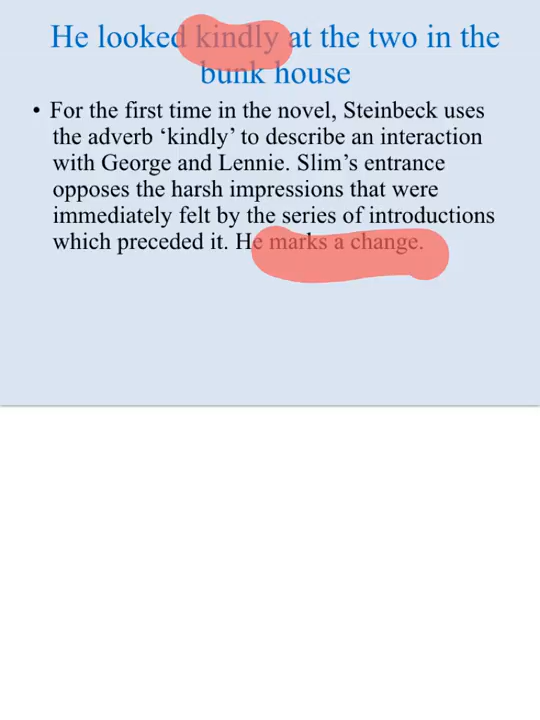 He looked kindly at the two in the
bunk house
• For the first time in the novel, Steinbeck uses
the adverb ‘kindly’ to describe an interaction
with George and Lennie. Slim’s entrance
opposes the harsh impressions that were
immediately felt by the series of introductions
which preceded it. He marks a change.